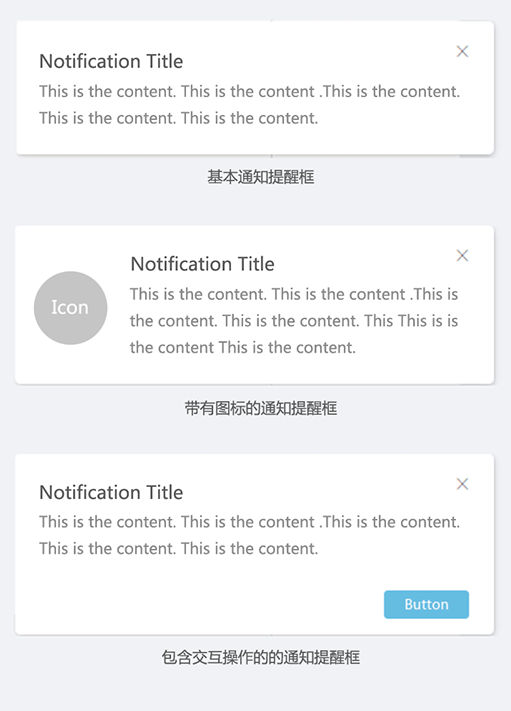 Notification Title
This is the content. This is the content .This is the content.
This is the content. This is the content.
基本通知提醒框
Icon
Notification Title
This is the content. This is the content .This is
the content. This is the content. This This is is
the content This is the content.
带有图标的通知提醒框
Notification Title
This is the content. This is the content .This is the content.
This is the content. This is the content.
Button
包含交互操作的的通知提醒框